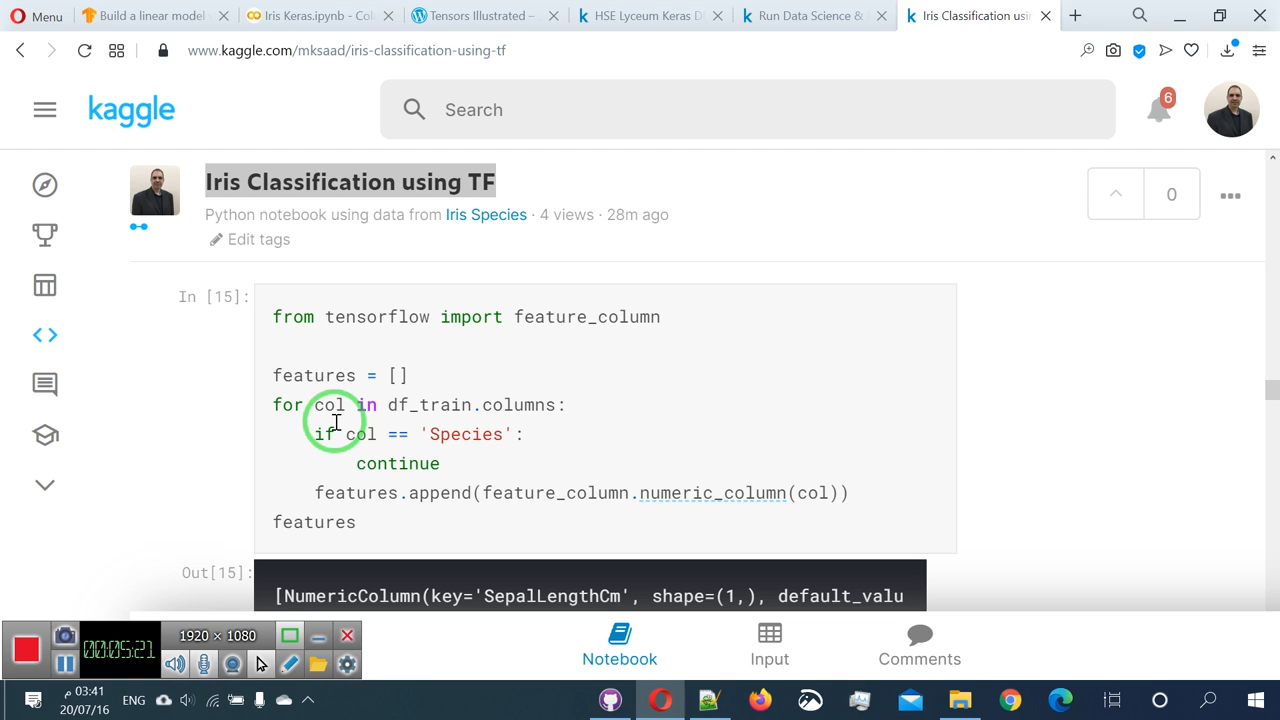 Menu
Build a linear model
Iris Keras.ipynb - Col
Tensors Illustrated –
HSE Lyceum Keras D
Run Data Science &
Iris Classification usin
www.kaggle.com/mksaad/iris-classification-using-tf
kaggle
Search
6
Iris Classification using TF
0
Python notebook using data from Iris Species · 4 views · 28m ago
Edit tags
In [15]:
from tensorflow import feature_column
features = []
for col in df_train.columns:
if col == 'Species':
continue
features.append(feature_column.numeric_column(col))
features
Out[15]:
[NumericColumn(key='SepalLengthCm', shape=(1,), default_valu
00:05:21
1920 × 1080
Notebook
Input
Comments
03:41 م
20/07/16
ENG